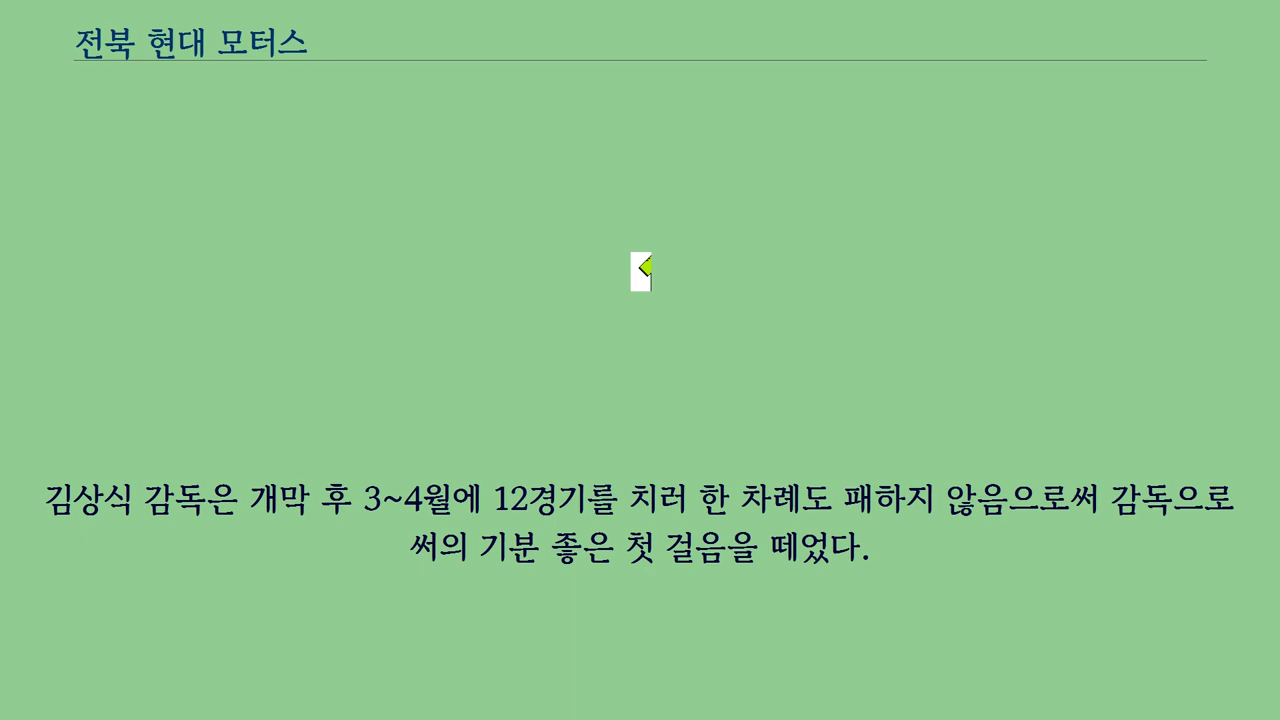 전북 현대 모터스
김상식 감독은 개막 후 3~4월에 12경기를 치러 한 차례도 패하지 않음으로써 감독으로
써의 기분 좋은 첫 걸음을 떼었다.